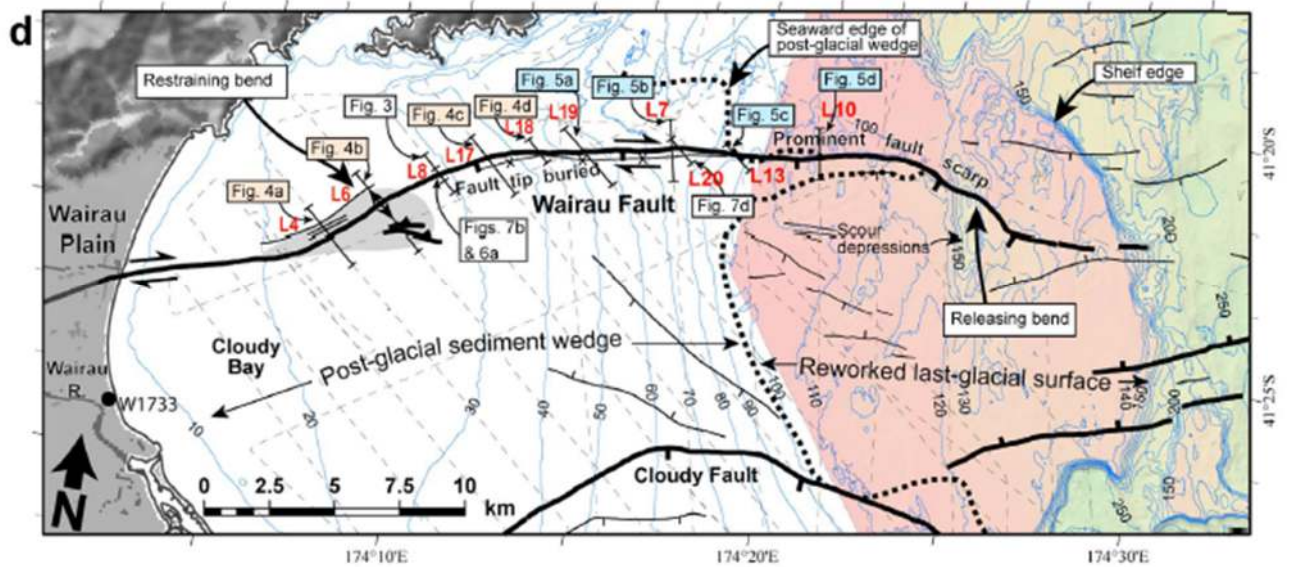 d
Seaward edge of
post-glacial wedge
Shelf edge
Restraining bend
Fig. 3
Fig. 4c
Fig. 4d
Fig. 5a
Fig. 5b
Fig. 5c
Fig. 5d
L19
L7
L10
L18
L17
L8
L6
L4
Fig. 4b
Fig. 4a
Prominent
100
fault
scarp
150
41°20'S
L20
L13
Fault tip buried
Wairau Fault
Fig. 7d
Figs. 7b
& 6a
Wairau
Plain
Scour
depressions
150
200
250
Releasing bend
Cloudy
Bay
Post-glacial sediment wedge
Reworked last-glacial surface
Wairau
R.
W1733
10
20
30
40
50
60
70
80
90
100
110
120
130
140
200
41°25'S
Cloudy Fault
150
250
N
0
2.5
5
7.5
10
km
174°10'E
174°20'E
174°30'E